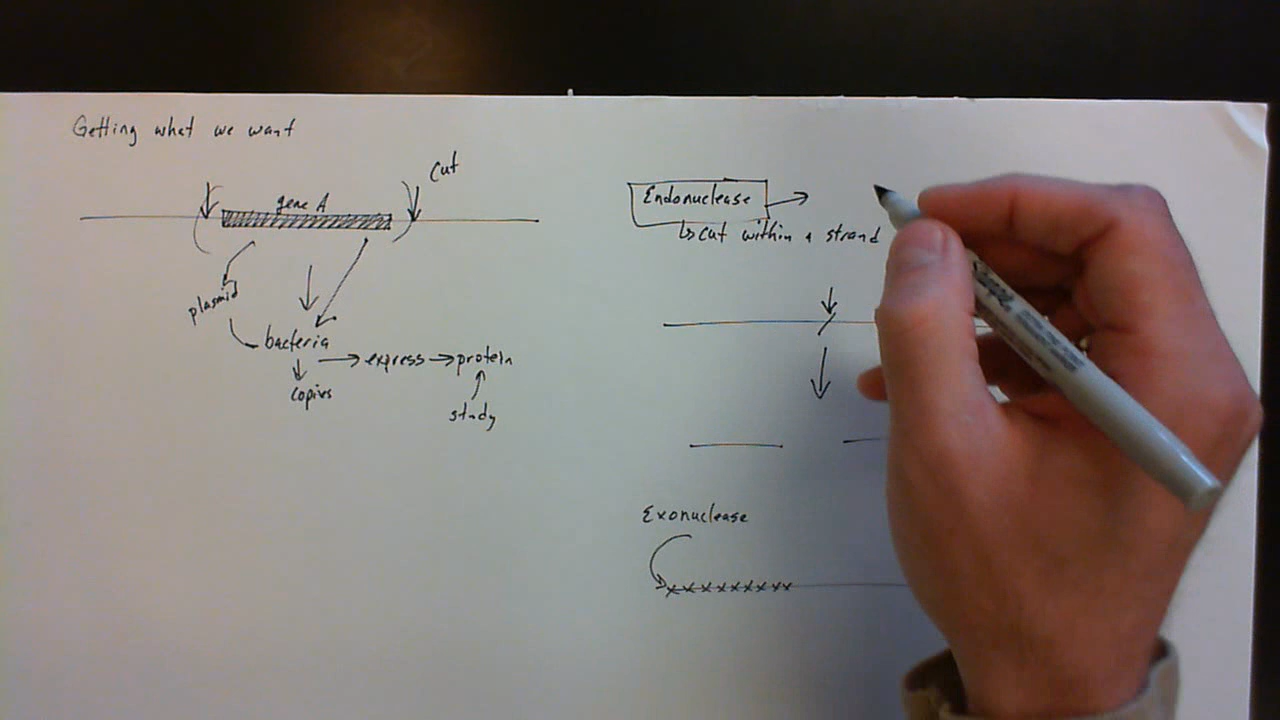 Getting what we want
Cut
gene A
plasmid
bacteria
express
protein
copies
study
Endonuclease
cut within a strand
Exonuclease